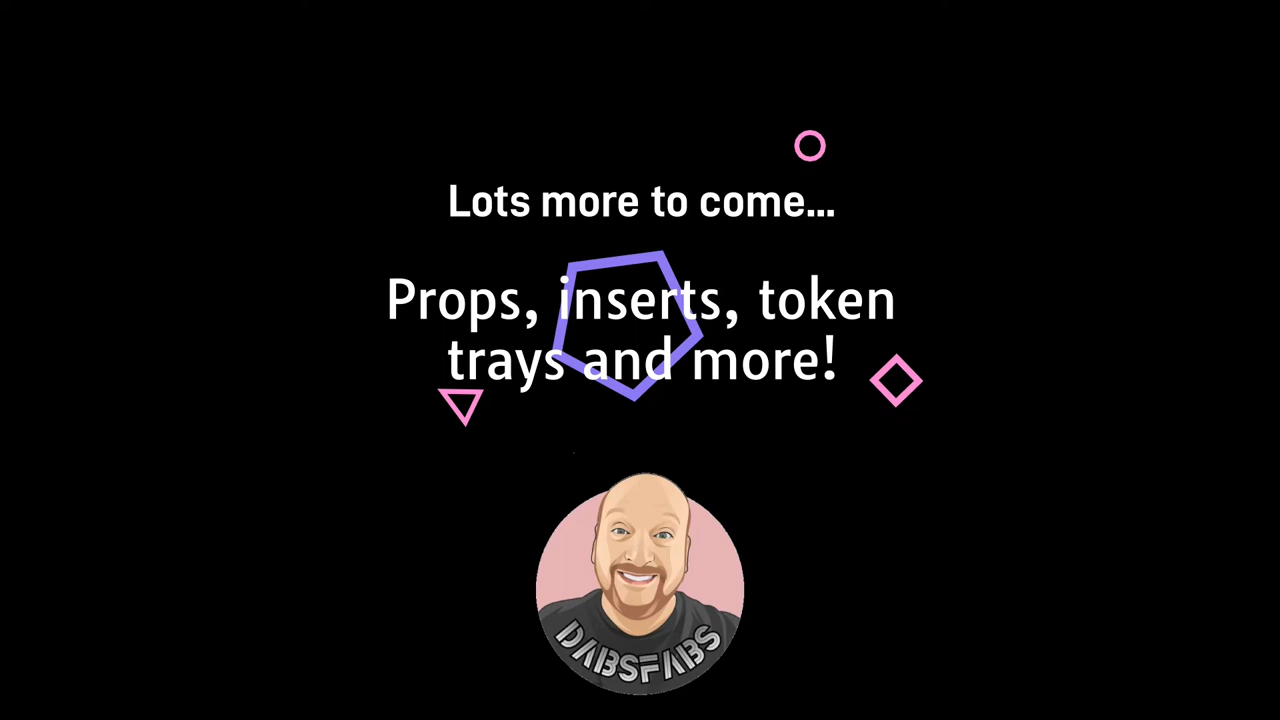 Lots more to come...
Props, inserts, token
trays and more!
DABSFABS